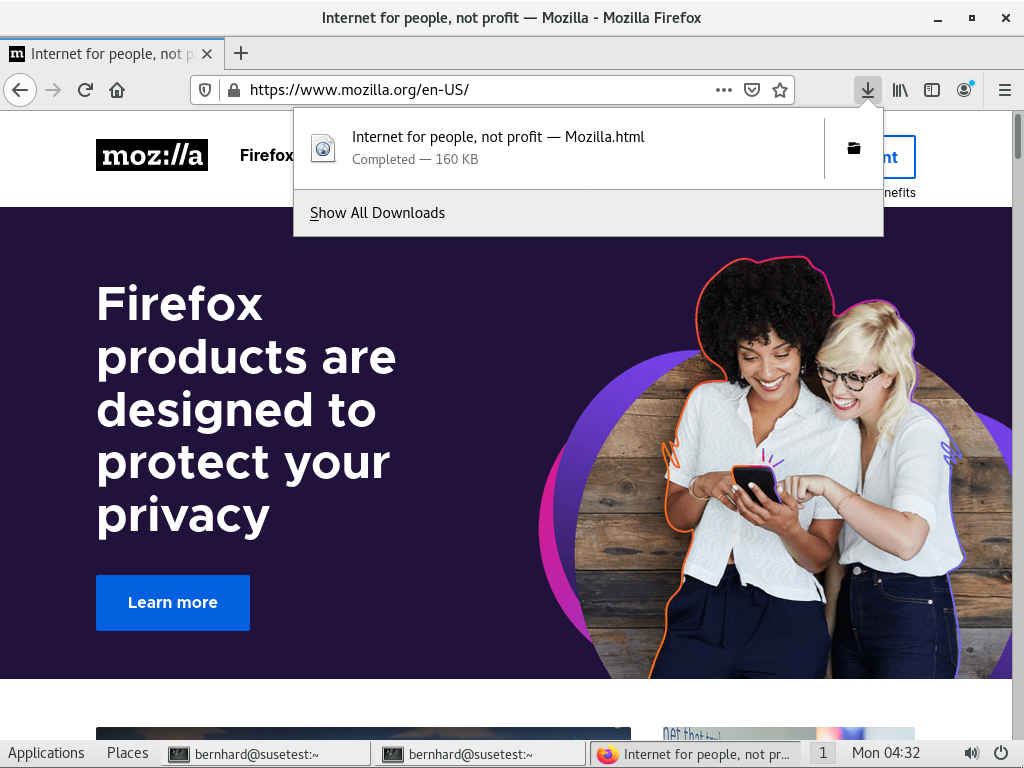 Internet for people, not profit — Mozilla - Mozilla Firefox
Internet for people, not p
https://www.mozilla.org/en-US/
moz://a
Firefox
Internet for people, not profit — Mozilla.html
Completed — 160 KB
Show All Downloads
Firefox
products are
designed to
protect your
privacy
Learn more
Applications Places bernhard@susetest:~ bernhard@susetest:~ Internet for people, not pr... 1 Mon 04:32